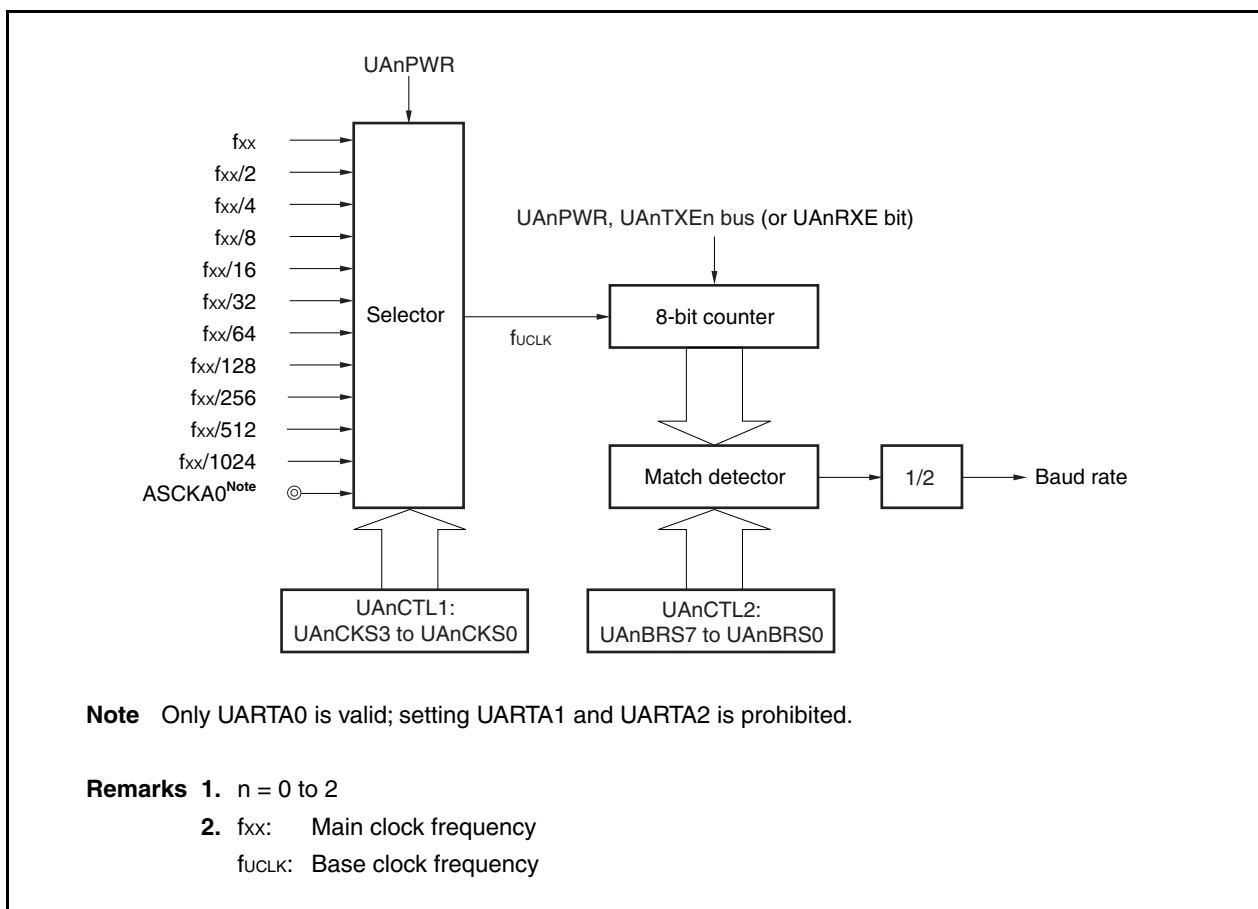 UAnPWR
fxx
fxx/2
fxx/4
fxx/8
fxx/16
fxx/32
fxx/64
fxx/128
fxx/256
fxx/512
fxx/1024
ASCKA0Note
Selector
fUCLK
UAnPWR, UAnTXEn bus (or UAnRXE bit)
8-bit counter
Match detector
1/2
Baud rate
UAnCTL1:
UAnCKS3 to UAnCKS0
UAnCTL2:
UAnBRS7 to UAnBRS0
Note Only UARTA0 is valid; setting UARTA1 and UARTA2 is prohibited.
Remarks 1. n = 0 to 2
2. fxx: Main clock frequency
fUCLK: Base clock frequency